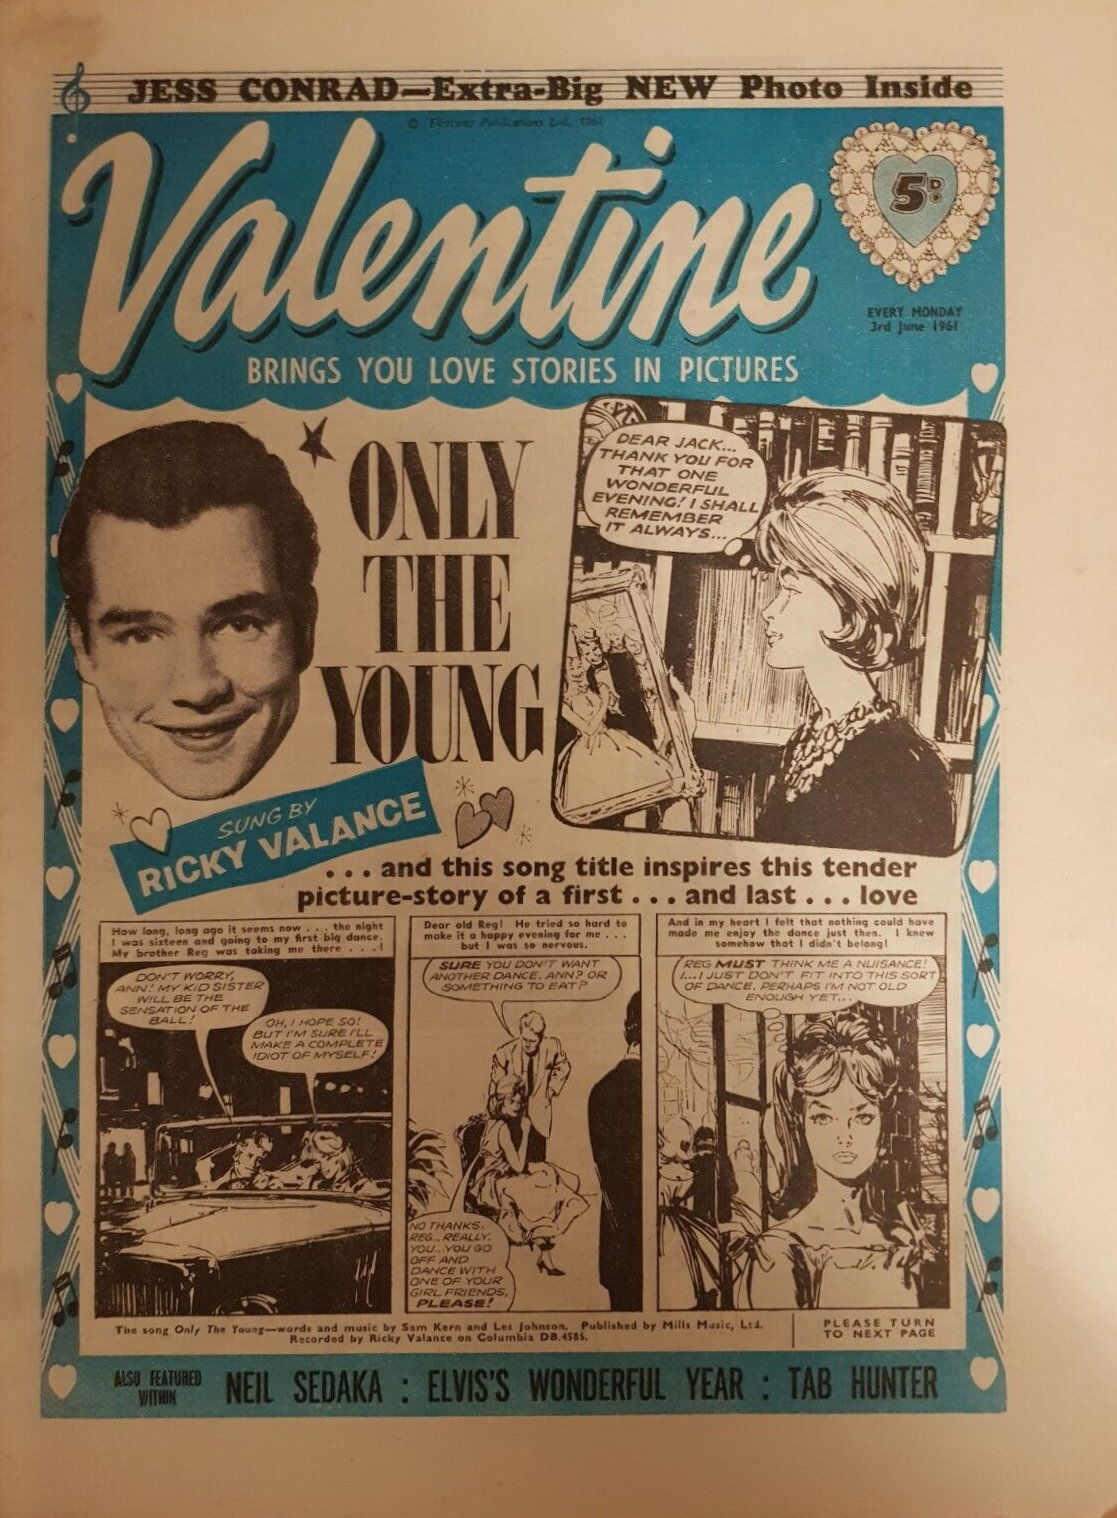 JESS CONRAD—Extra-Big NEW Photo Inside
© Fleetway Publications Ltd., 1961
Valentine
5D:
EVERY MONDAY
3rd June 1961
BRINGS YOU LOVE STORIES IN PICTURES
ONLY
THE
YOUNG
SUNG BY
RICKY VALANCE
DEAR JACK...
THANK YOU FOR
THAT ONE
WONDERFUL
EVENING! I SHALL
REMEMBER
IT ALWAYS...
. . . and this song title inspires this tender
picture-story of a first . . . and last . . . love
How long, long ago it seems now . . . the night
I was sixteen and going to my first big dance.
My brother Reg was taking me there . . . !
DON'T WORRY,
ANN! MY KID SISTER
WILL BE THE
SENSATION OF THE
BALL!
OH, I HOPE SO!
BUT I'M SURE I'LL
MAKE A COMPLETE
IDIOT OF MYSELF!
Dear old Reg! He tried so hard to
make it a happy evening for me . . .
but I was so nervous.
SURE YOU DON'T WANT
ANOTHER DANCE, ANN? OR
SOMETHING TO EAT?
NO THANKS,
REG... REALLY.
YOU...YOU GO
OFF AND
DANCE WITH
ONE OF YOUR
GIRL FRIENDS,
PLEASE!
And in my heart I felt that nothing could have
made me enjoy the dance just then. I knew
somehow that I didn't belong!
REG MUST THINK ME A NUISANCE!
I...I JUST DON'T FIT INTO THIS SORT
OF DANCE. PERHAPS I'M NOT OLD
ENOUGH YET...
The song Only The Young—words and music by Sam Kern and Les Johnson. Published by Mills Music, Ltd.
Recorded by Ricky Valance on Columbia DB.4586.
PLEASE TURN
TO NEXT PAGE
ALSO FEATURED
WITHIN
NEIL SEDAKA : ELVIS'S WONDERFUL YEAR : TAB HUNTER